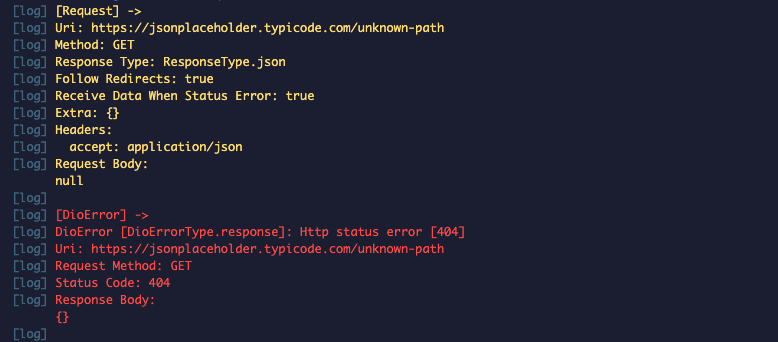 [log] [Request] ->
[log] Uri: https://jsonplaceholder.typicode.com/unknown-path
[log] Method: GET
[log] Response Type: ResponseType.json
[log] Follow Redirects: true
[log] Receive Data When Status Error: true
[log] Extra: {}
[log] Headers:
[log]   accept: application/json
[log] Request Body:
      null
[log]
[log] [DioError] ->
[log] DioError [DioErrorType.response]: Http status error [404]
[log] Uri: https://jsonplaceholder.typicode.com/unknown-path
[log] Request Method: GET
[log] Status Code: 404
[log] Response Body:
      {}
[log]